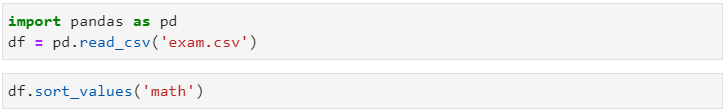 import pandas as pd
df = pd.read_csv('exam.csv')
df.sort_values('math')